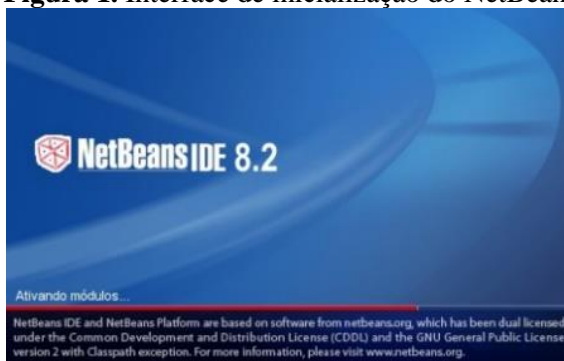 Figura 1. Interface de inicialização do NetBean
NetBeans IDE 8.2
Ativando módulos...
NetBeans IDE and NetBeans Platform are based on software from netbeans.org, which has been dual licensed
under the Common Development and Distribution License (CDDL) and the GNU General Public License
version 2 with Classpath exception. For more information, please visit www.netbeans.org.